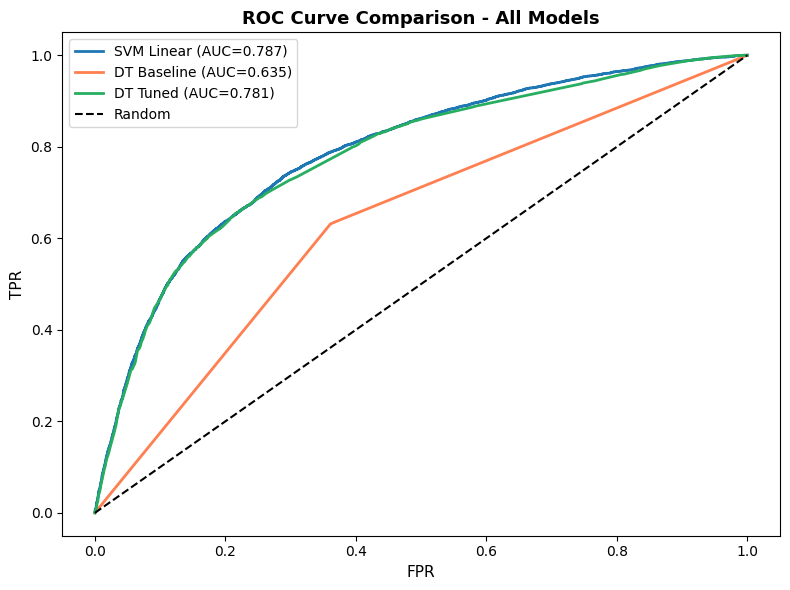 ROC Curve Comparison - All Models
SVM Linear (AUC=0.787)
DT Baseline (AUC=0.635)
DT Tuned (AUC=0.781)
Random
TPR
1.0
0.8
0.6
0.4
0.2
0.0
0.0 0.2 0.4 0.6 0.8 1.0
FPR